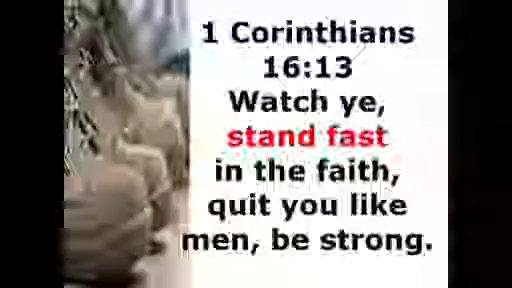 1 Corinthians
16:13
Watch ye,
stand fast
in the faith,
quit you like
men, be strong.